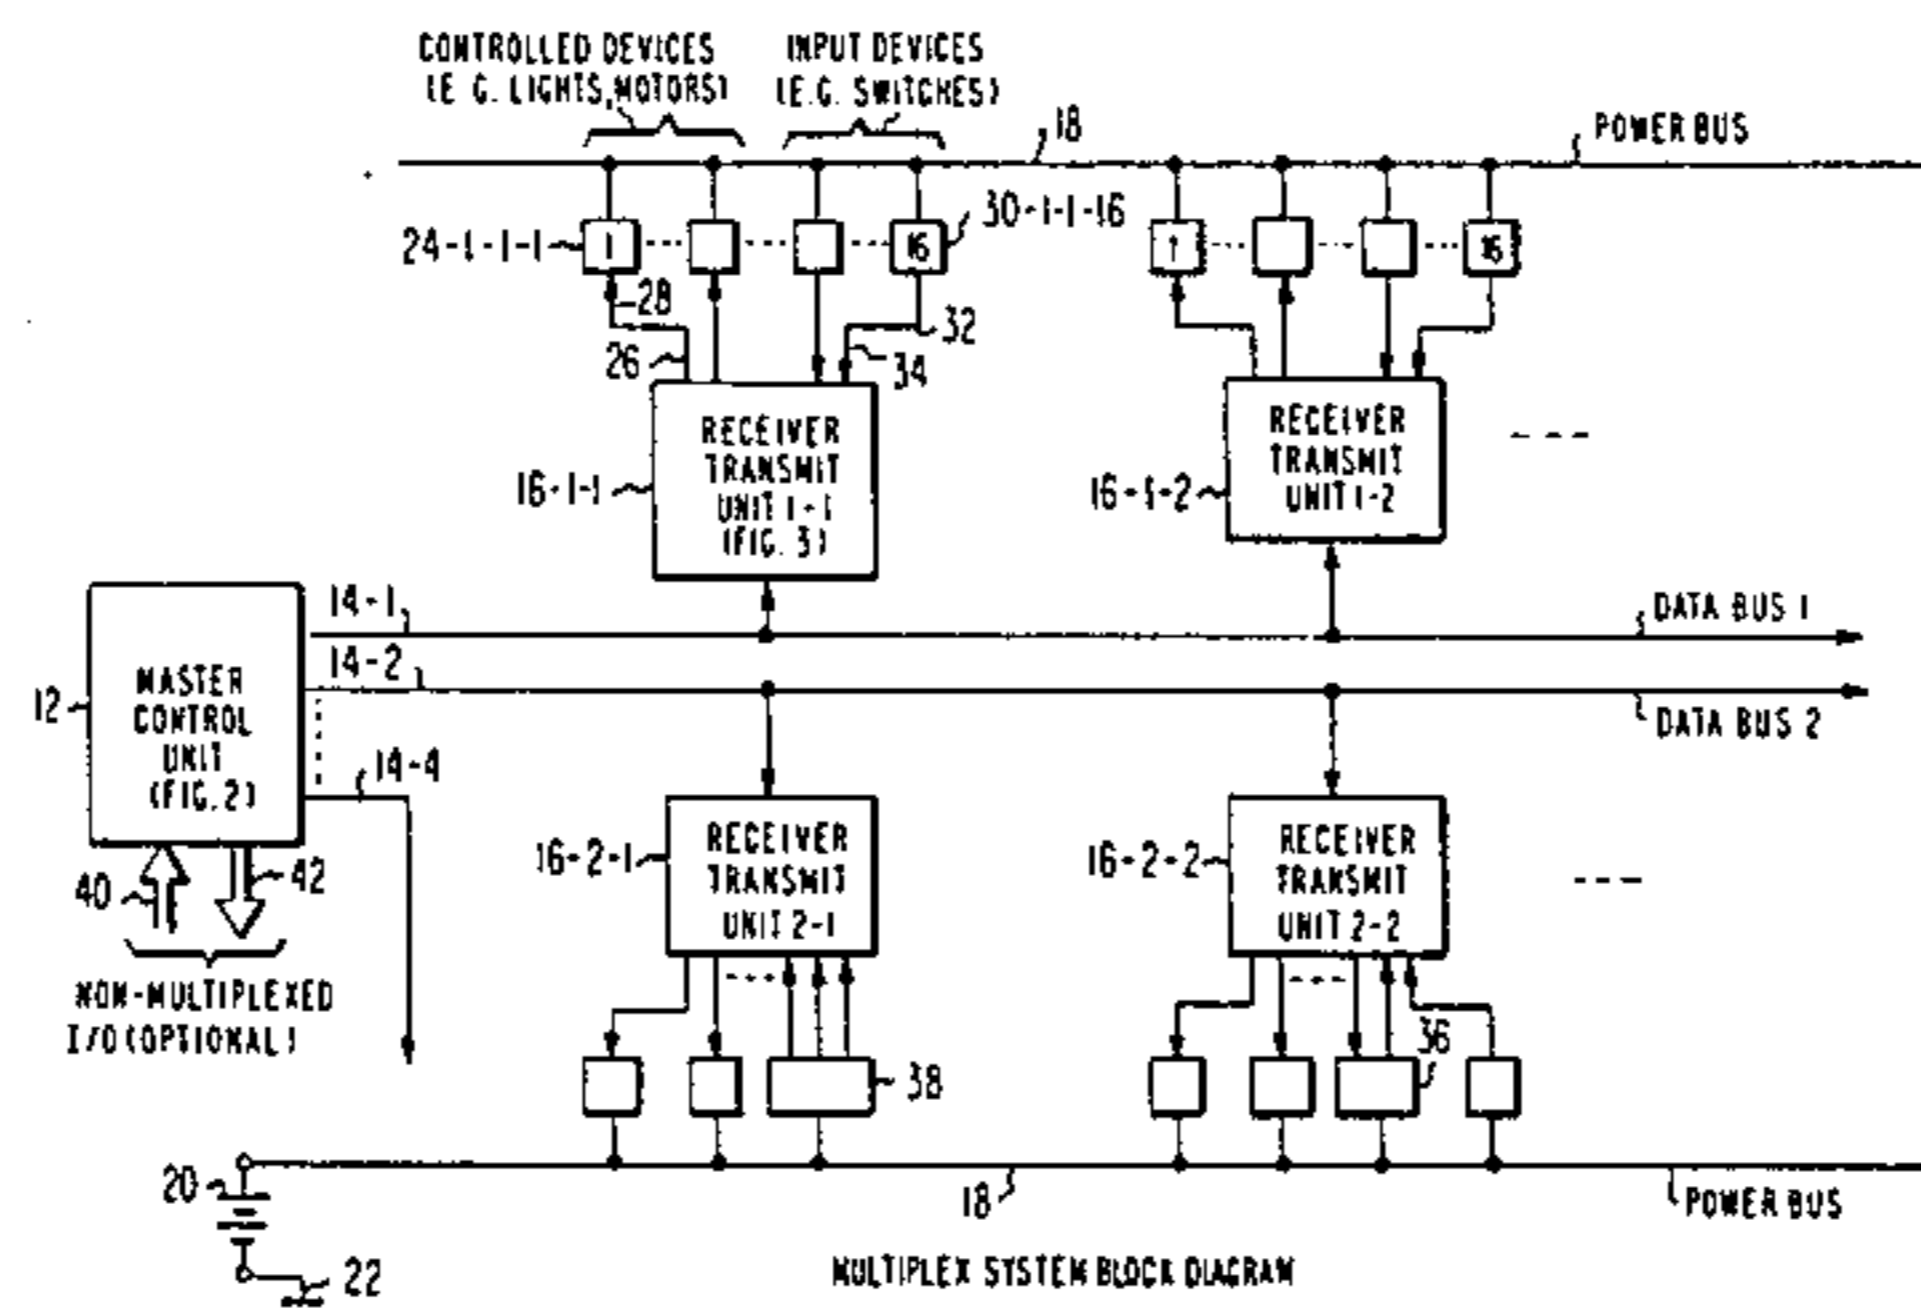 CONTROLLED DEVICES
(E.G. LIGHTS, MOTORS)
INPUT DEVICES
(E.G. SWITCHES)
18
POWER BUS
24-1-1-1
1
16
30-1-1-16
1
16
28
26
32
34
RECEIVER
TRANSMIT
UNIT 1-1
(FIG. 3)
16-1-1
RECEIVER
TRANSMIT
UNIT 1-2
16-1-2
14-1
DATA BUS 1
14-2
DATA BUS 2
12
MASTER
CONTROL
UNIT
(FIG. 2)
14-4
40
42
NON-MULTIPLEXED
I/O (OPTIONAL)
16-2-1
RECEIVER
TRANSMIT
UNIT 2-1
16-2-2
RECEIVER
TRANSMIT
UNIT 2-2
38
36
20
22
18
POWER BUS
MULTIPLEX SYSTEM BLOCK DIAGRAM